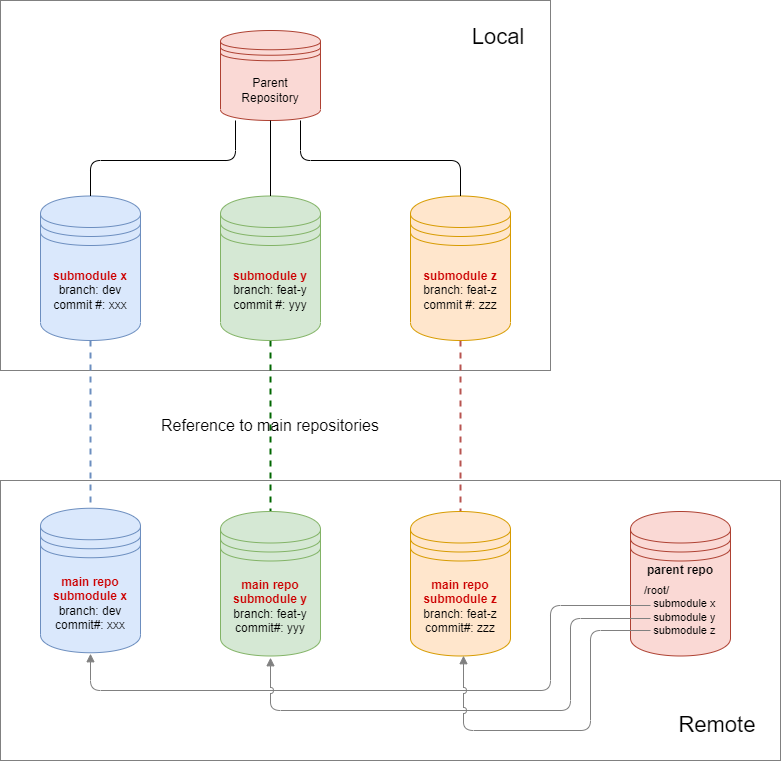 Local
Parent
Repository
submodule x
branch: dev
commit #: xxx
submodule y
branch: feat-y
commit #: yyy
submodule z
branch: feat-z
commit #: zzz
Reference to main repositories
main repo
submodule x
branch: dev
commit#: xxx
main repo
submodule y
branch: feat-y
commit#: yyy
main repo
submodule z
branch: feat-z
commit#: zzz
parent repo
/root/
submodule x
submodule y
submodule z
Remote